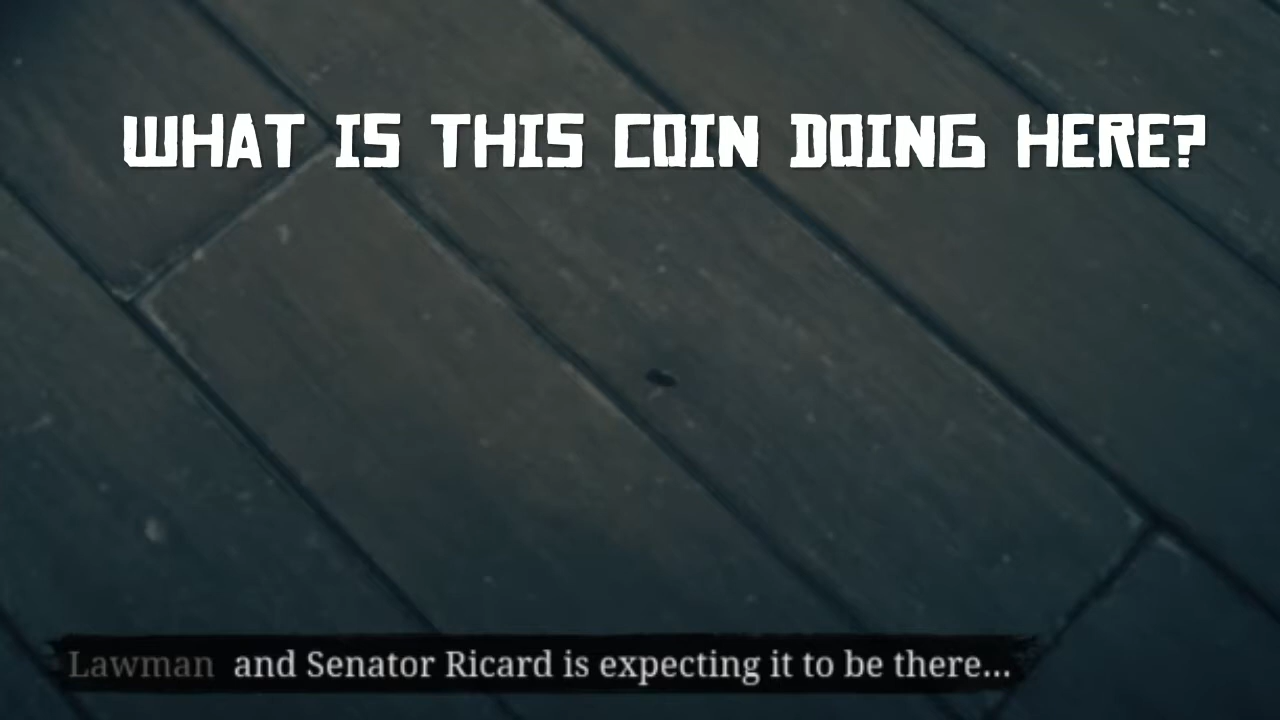 WHAT IS THIS COIN DOING HERE?
Lawman and Senator Ricard is expecting it to be there...